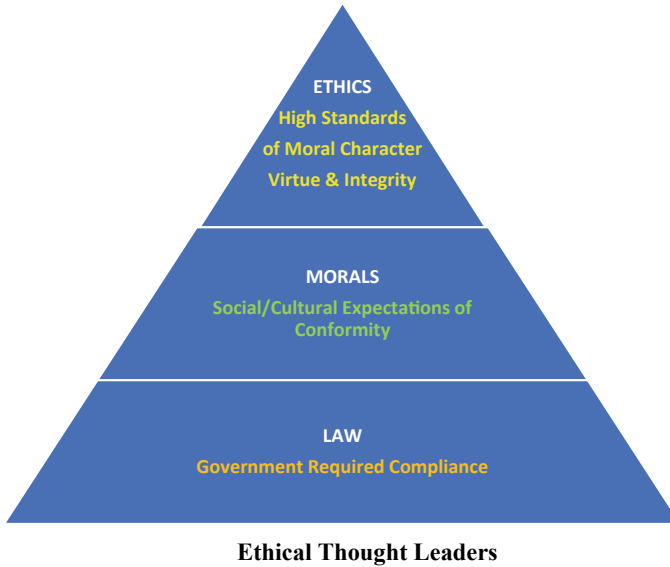 ETHICS
High Standards
of Moral Character
Virtue & Integrity
MORALS
Social/Cultural Expectations of
Conformity
LAW
Government Required Compliance
Ethical Thought Leaders